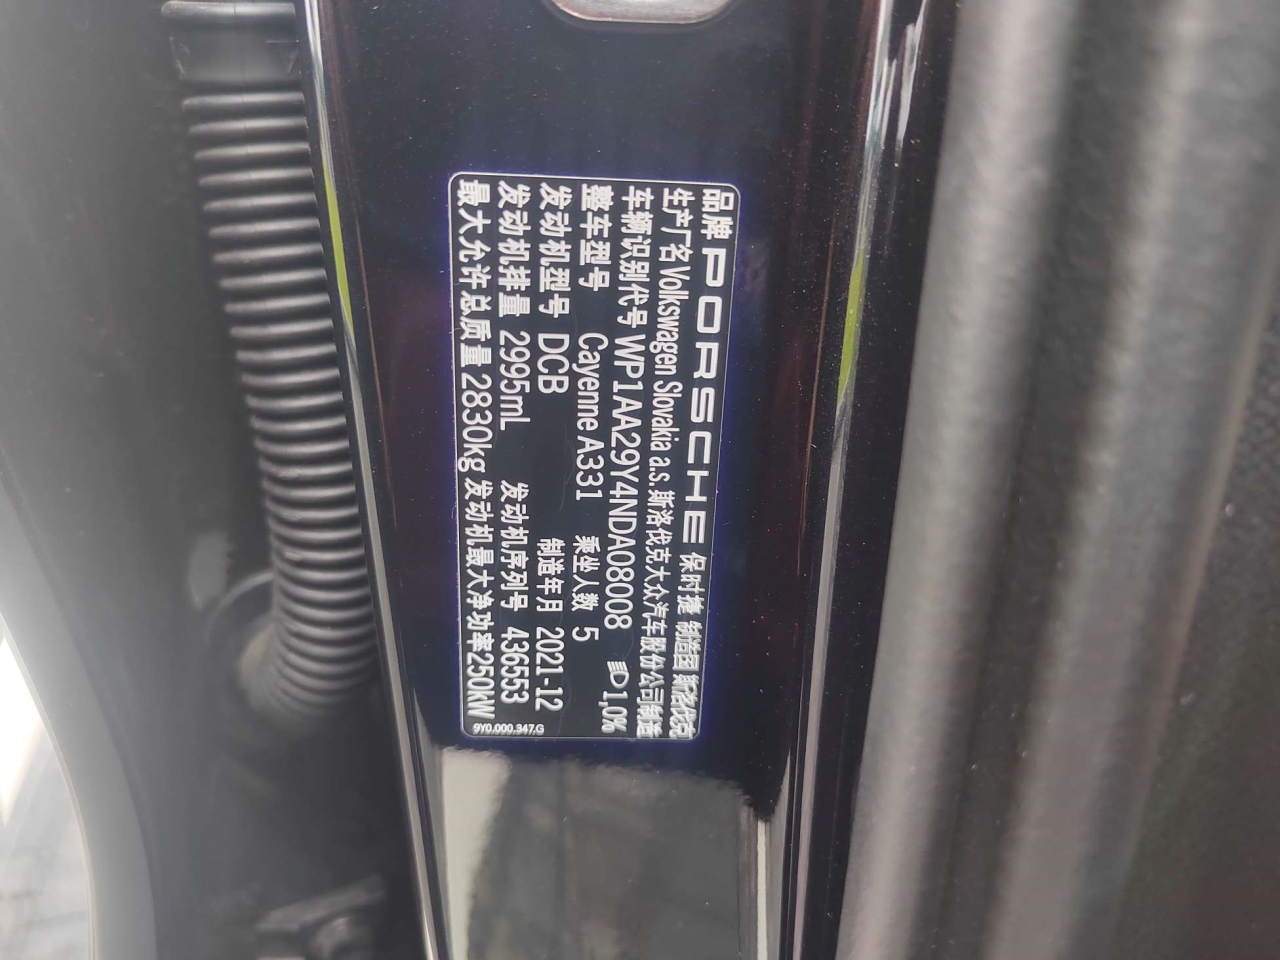 品牌 PORSCHE 保时捷 制造国 斯洛伐克
生产厂名 Volkswagen Slovakia a.s. 斯洛伐克大众汽车股份公司制造
车辆识别代号 WP1AA29Y4NDA08008 1,0%
整车型号 Cayenne A331 乘坐人数 5
发动机型号 DCB 制造年月 2021-12
发动机排量 2995mL 发动机序列号 436553
最大允许总质量 2830kg 发动机最大净功率250kW
9Y0.000.347.G